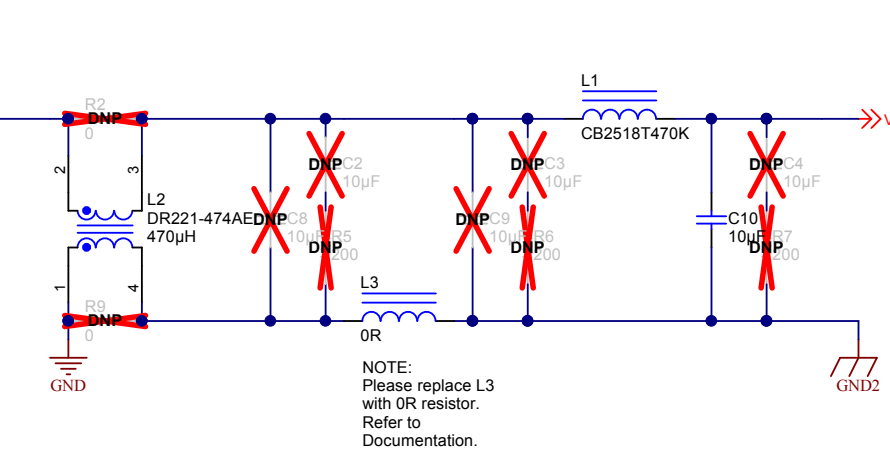 R2
DNP
0
2
3
L2
DR221-474AE
470µH
1
4
R9
DNP
0
GND
DNP
C8
10µF
DNP
C2
10µF
DNP
R5
200
L3
0R
NOTE:
Please replace L3
with 0R resistor.
Refer to
Documentation.
DNP
C9
10µF
DNP
C3
10µF
DNP
R6
200
L1
CB2518T470K
C10
10µF
DNP
C4
10µF
DNP
R7
200
GND2